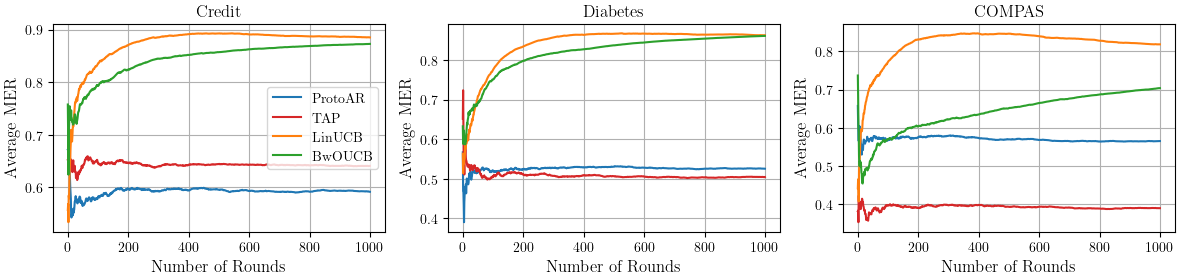 Credit
Average MER
0.9
0.8
0.7
0.6
0
200
400
600
800
1000
Number of Rounds
ProtoAR
TAP
LinUCB
BwOUCB
Diabetes
Average MER
0.8
0.7
0.6
0.5
0.4
0
200
400
600
800
1000
Number of Rounds
COMPAS
Average MER
0.8
0.7
0.6
0.5
0.4
0
200
400
600
800
1000
Number of Rounds